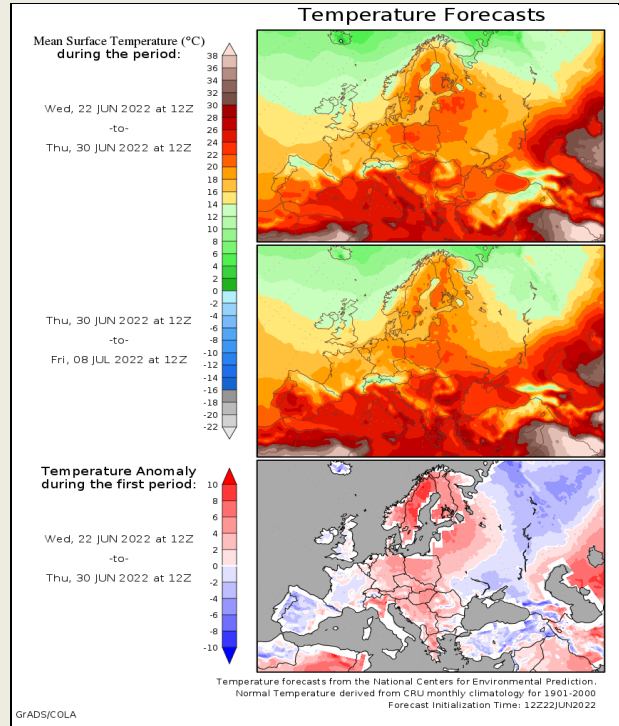 Temperature Forecasts
Mean Surface Temperature (°C)
during the period:
Wed, 22 JUN 2022 at 12Z
-to-
Thu, 30 JUN 2022 at 12Z
38
36
34
32
30
28
26
24
22
20
18
16
14
12
10
8
6
4
2
0
-2
-4
-6
-8
-10
-12
-14
-16
-18
-20
-22
Thu, 30 JUN 2022 at 12Z
-to-
Fri, 08 JUL 2022 at 12Z
Temperature Anomaly
during the first period:
Wed, 22 JUN 2022 at 12Z
-to-
Thu, 30 JUN 2022 at 12Z
10
8
6
4
2
0
-2
-4
-6
-8
-10
Temperature forecasts from the National Centers for Environmental Prediction.
Normal Temperature derived from CRU monthly climatology for 1901-2000
Forecast Initialization Time: 12Z22JUN2022
GrADS/COLA